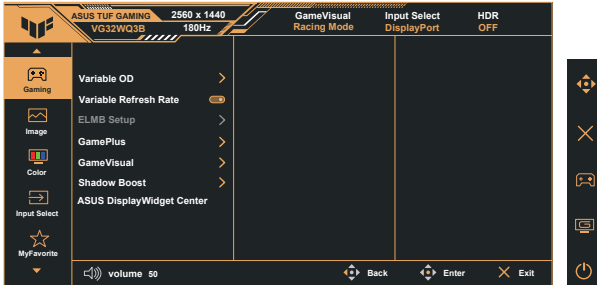 ASUS TUF GAMING 2560 x 1440
VG32WQ3B 180Hz
GameVisual Input Select HDR
Racing Mode DisplayPort OFF
Gaming
Image
Color
Input Select
MyFavorite
Variable OD
Variable Refresh Rate
ELMB Setup
GamePlus
GameVisual
Shadow Boost
ASUS DisplayWidget Center
volume 50
Back Enter Exit